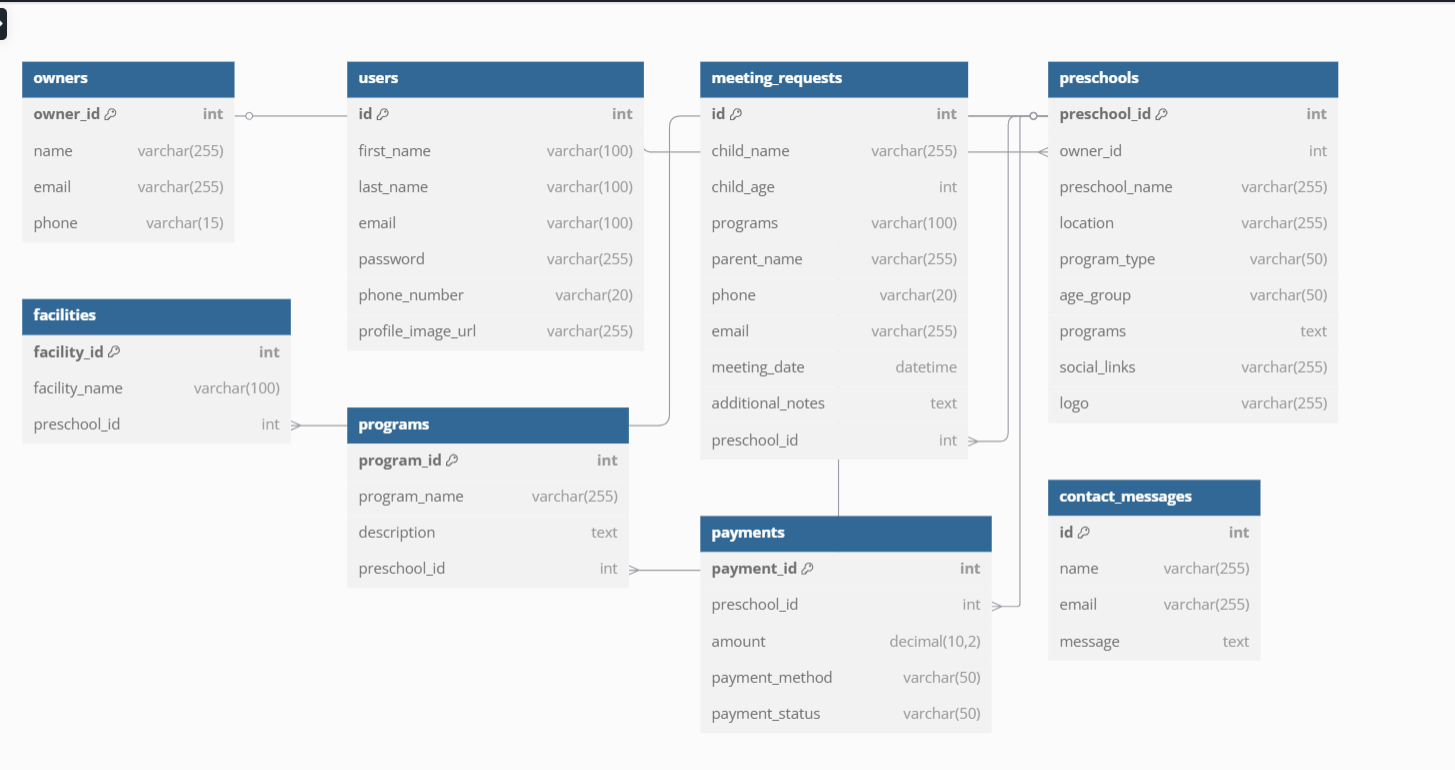 owners
owner_id int
name varchar(255)
email varchar(255)
phone varchar(15)
users
id int
first_name varchar(100)
last_name varchar(100)
email varchar(100)
password varchar(255)
phone_number varchar(20)
profile_image_url varchar(255)
meeting_requests
id int
child_name varchar(255)
child_age int
programs varchar(100)
parent_name varchar(255)
phone varchar(20)
email varchar(255)
meeting_date datetime
additional_notes text
preschool_id int
preschools
preschool_id int
owner_id int
preschool_name varchar(255)
location varchar(255)
program_type varchar(50)
age_group varchar(50)
programs text
social_links varchar(255)
logo varchar(255)
facilities
facility_id int
facility_name varchar(100)
preschool_id int
programs
program_id int
program_name varchar(255)
description text
preschool_id int
payments
payment_id int
preschool_id int
amount decimal(10,2)
payment_method varchar(50)
payment_status varchar(50)
contact_messages
id int
name varchar(255)
email varchar(255)
message text